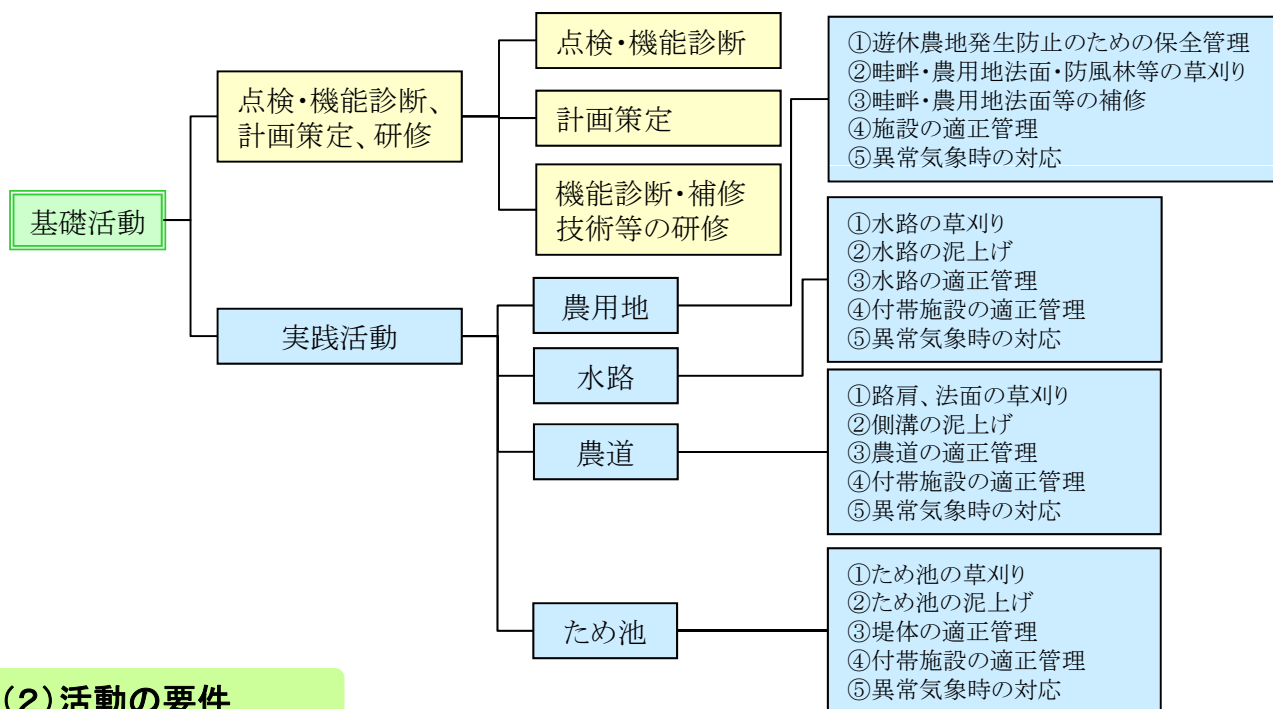 基礎活動
点検・機能診断、
計画策定、研修
点検・機能診断
計画策定
機能診断・補修
技術等の研修
実践活動
農用地
①遊休農地発生防止のための保全管理
②畦畔・農用地法面・防風林等の草刈り
③畦畔・農用地法面等の補修
④施設の適正管理
⑤異常気象時の対応
水路
①水路の草刈り
②水路の泥上げ
③水路の適正管理
④付帯施設の適正管理
⑤異常気象時の対応
農道
①路肩、法面の草刈り
②側溝の泥上げ
③農道の適正管理
④付帯施設の適正管理
⑤異常気象時の対応
ため池
①ため池の草刈り
②ため池の泥上げ
③堤体の適正管理
④付帯施設の適正管理
⑤異常気象時の対応
(2)活動の要件